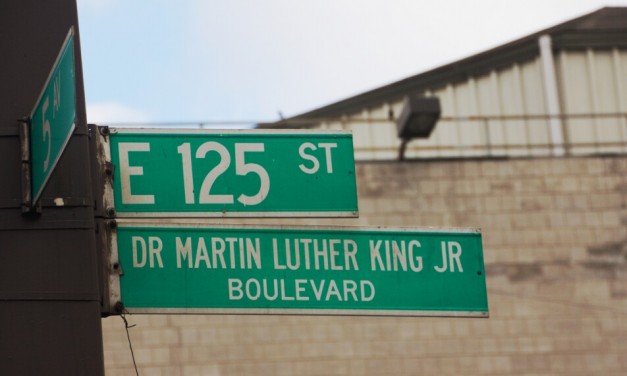 5 AV
E 125 ST
DR MARTIN LUTHER KING JR
BOULEVARD